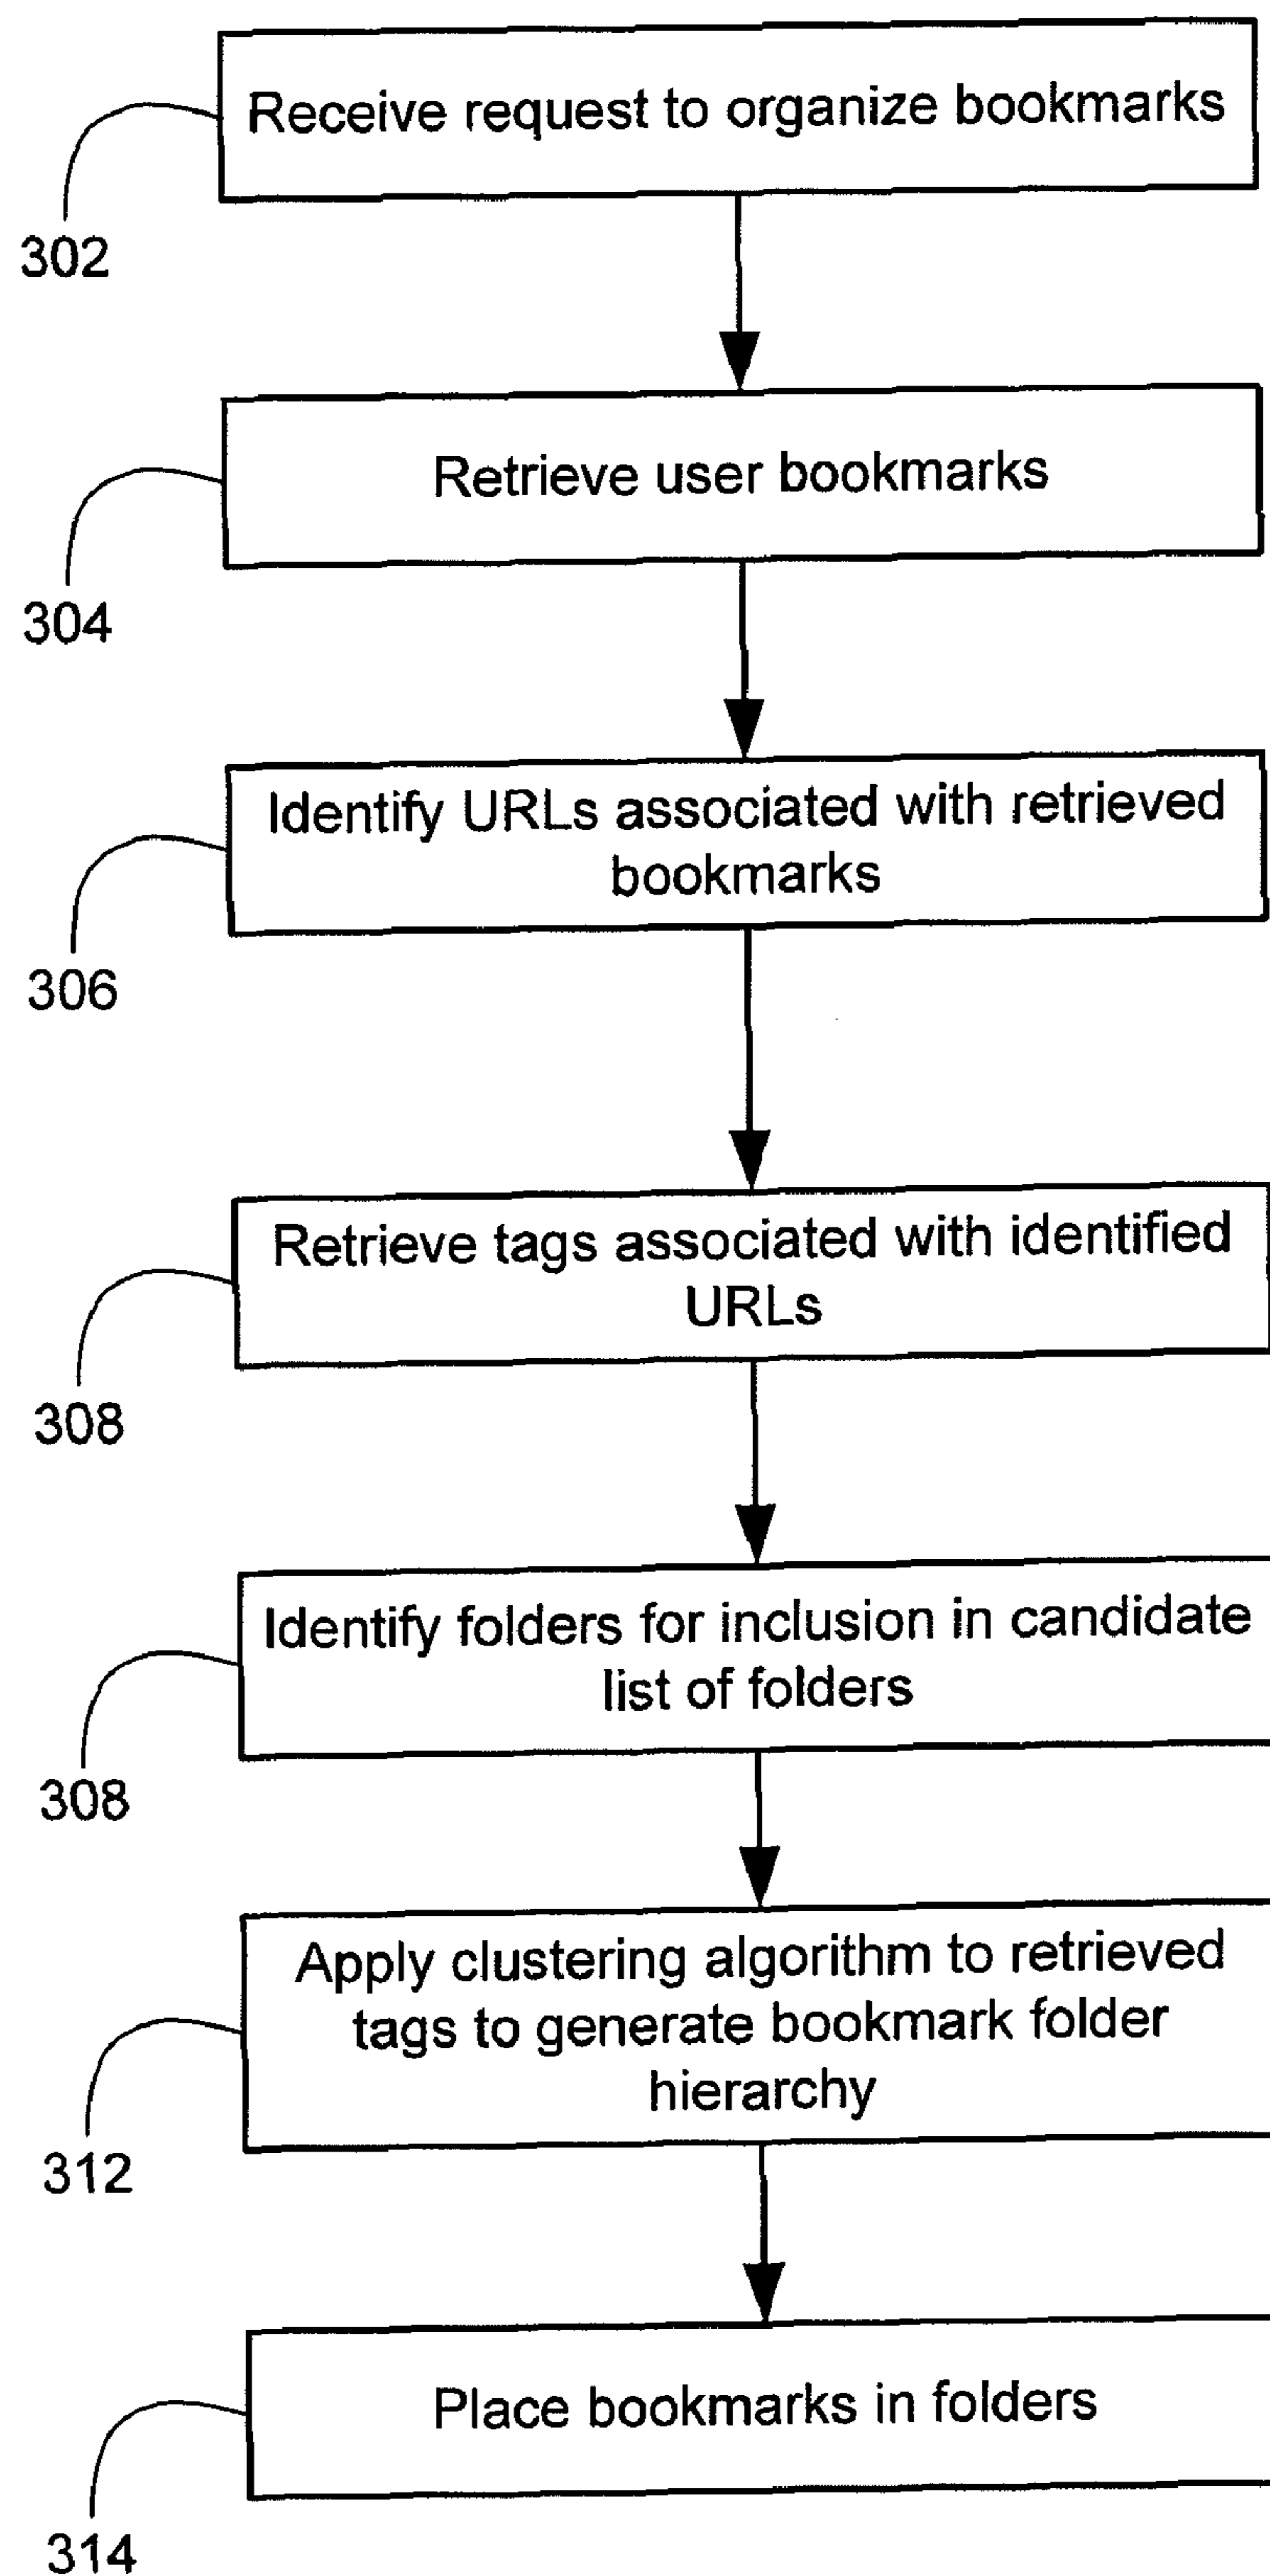 Receive request to organize bookmarks
302
Retrieve user bookmarks
304
Identify URLs associated with retrieved
bookmarks
306
Retrieve tags associated with identified
URLs
308
Identify folders for inclusion in candidate
list of folders
308
Apply clustering algorithm to retrieved
tags to generate bookmark folder
hierarchy
312
Place bookmarks in folders
314